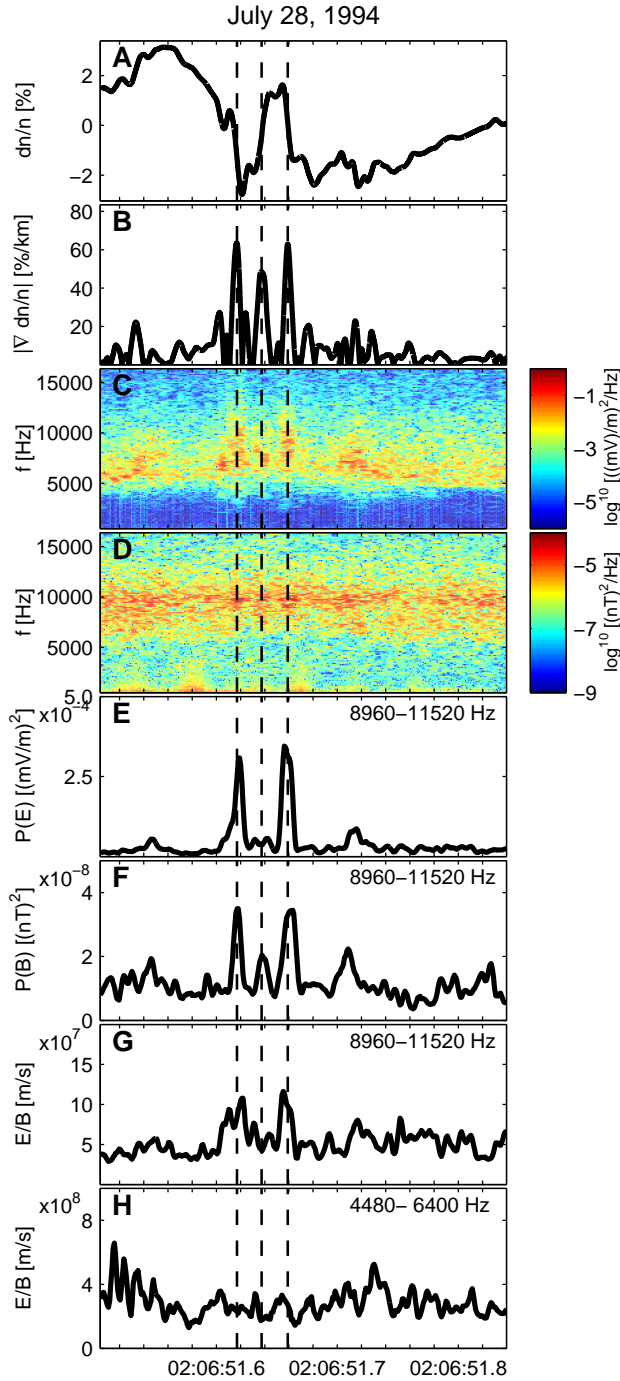 July 28, 1994
A
dn/n [%]
2
0
−2
B
|∇ dn/n| [%/km]
80
60
40
20
C
f [Hz]
15000
10000
5000
−1
−3
−5
log¹⁰ [((mV)/m)²/Hz]
D
f [Hz]
15000
10000
5000
−5
−7
−9
log¹⁰ [(nT)²/Hz]
E
8960−11520 Hz
5.0
x10⁻⁴
P(E) [(mV/m)²]
2.5
F
8960−11520 Hz
x10⁻⁸
P(B) [(nT)²]
4
2
0
G
8960−11520 Hz
x10⁷
E/B [m/s]
15
10
5
H
4480− 6400 Hz
x10⁸
E/B [m/s]
8
4
0
02:06:51.6 02:06:51.7 02:06:51.8